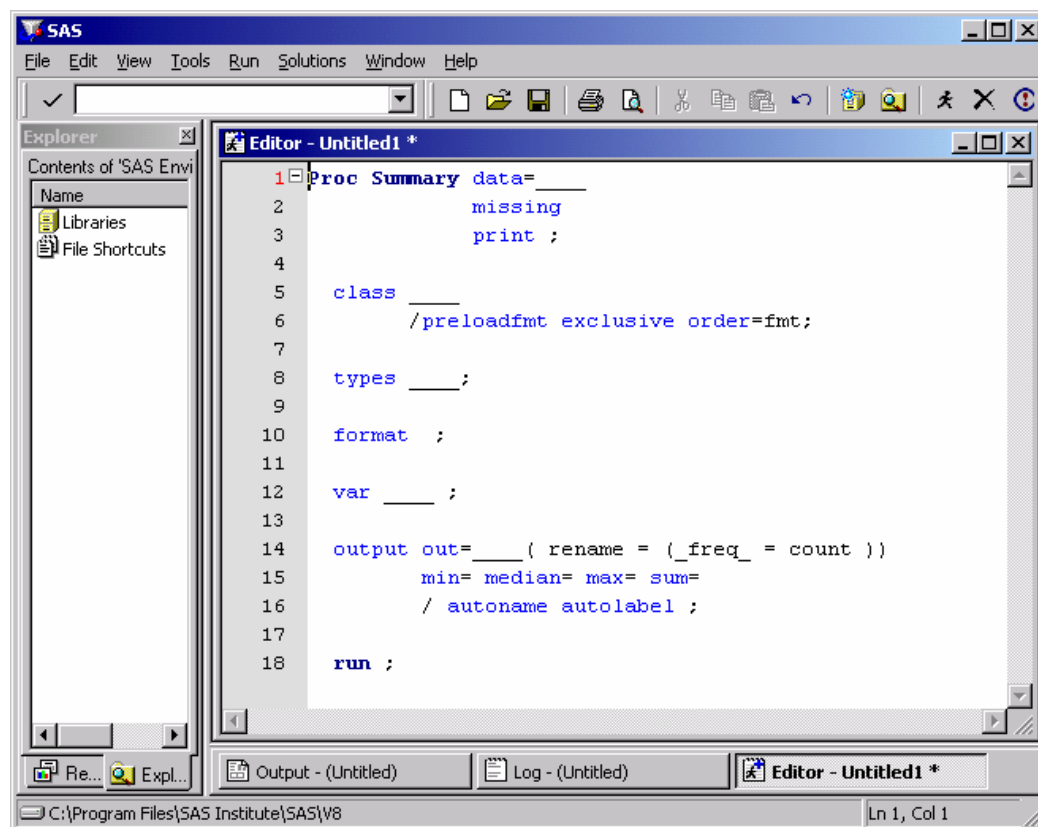 SAS
File Edit View Tools Run Solutions Window Help
Explorer
Contents of 'SAS Envi
Name
Libraries
File Shortcuts
Editor - Untitled1 *
1 Proc Summary data=____
2 missing
3 print ;
4
5 class ____
6 /preloadfmt exclusive order=fmt;
7
8 types ____;
9
10 format ;
11
12 var ____ ;
13
14 output out=____( rename = (_freq_ = count ))
15 min= median= max= sum=
16 / autoname autolabel ;
17
18 run ;
Re... Expl...
Output - (Untitled) Log - (Untitled) Editor - Untitled1 *
C:\Program Files\SAS Institute\SAS\V8 Ln 1, Col 1